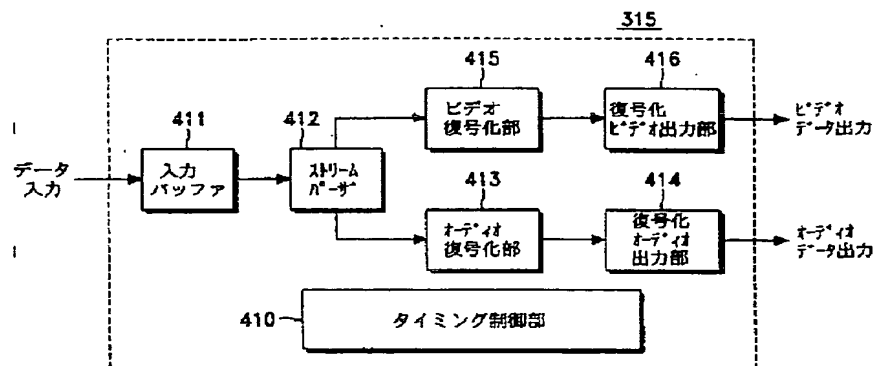 315
415
416
411
412
ビデオ
復号化部
復号化
ビデオ出力部
ビデオ
データ出力
データ
入力
入力
バッファ
ストリーム
パーザ
413
414
オーディオ
復号化部
復号化
オーディオ
出力部
オーディオ
データ出力
410
タイミング制御部